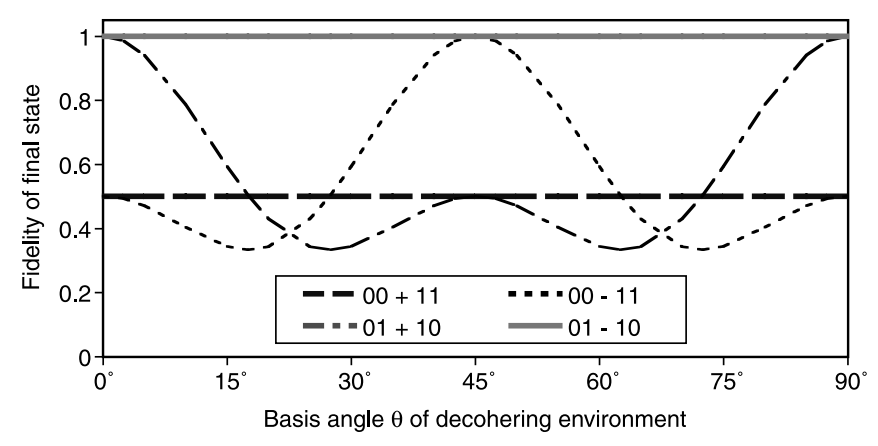 Fidelity of final state
1
0.8
0.6
0.4
0.2
0
00 + 11
00 - 11
01 + 10
01 - 10
0° 15° 30° 45° 60° 75° 90°
Basis angle θ of decohering environment